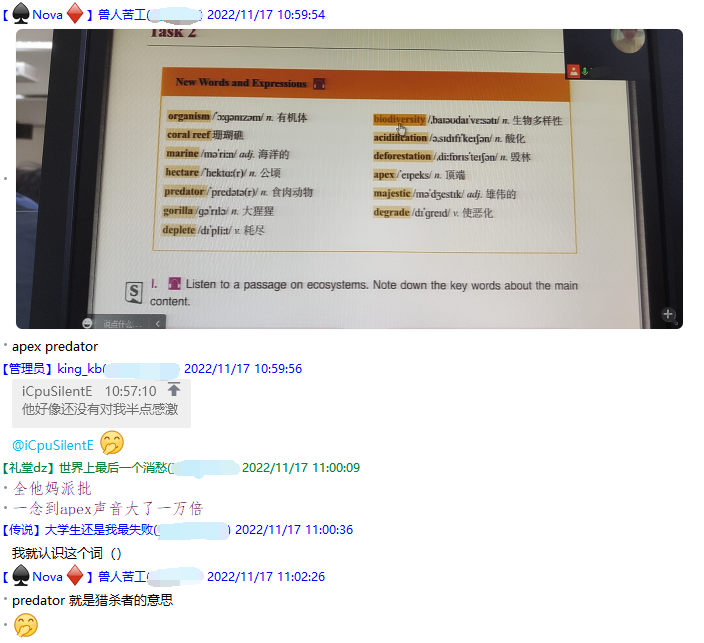 【♠Nova♦】兽人苦工( ) 2022/11/17 10:59:54
Task 2
New Words and Expressions
organism /ˈɔːɡənɪzəm/ n. 有机体
coral reef 珊瑚礁
marine /məˈriːn/ adj. 海洋的
hectare /ˈhektɑː(r)/ n. 公顷
predator /ˈpredətə(r)/ n. 食肉动物
gorilla /ɡəˈrɪlə/ n. 大猩猩
deplete /dɪˈpliːt/ v. 耗尽
biodiversity /ˌbaɪəʊdaɪˈvɜːsətɪ/ n. 生物多样性
acidification /əˌsɪdɪfɪˈkeɪʃən/ n. 酸化
deforestation /ˌdiːfɒrɪsˈteɪʃən/ n. 毁林
apex /ˈeɪpeks/ n. 顶端
majestic /məˈdʒestɪk/ adj. 雄伟的
degrade /dɪˈɡreɪd/ v. 使恶化
S
I. Listen to a passage on ecosystems. Note down the key words about the main
content.
说点什么...
apex predator
【管理员】king_kb( ) 2022/11/17 10:59:56
iCpuSilentE 10:57:10
他好像还没有对我半点感激
@iCpuSilentE
【礼堂dz】世界上最后一个消愁( ) 2022/11/17 11:00:09
全他妈派批
一念到apex声音大了一万倍
【传说】大学生还是我最失败( ) 2022/11/17 11:00:36
我就认识这个词（）
【♠Nova♦】兽人苦工( ) 2022/11/17 11:02:26
predator 就是猎杀者的意思